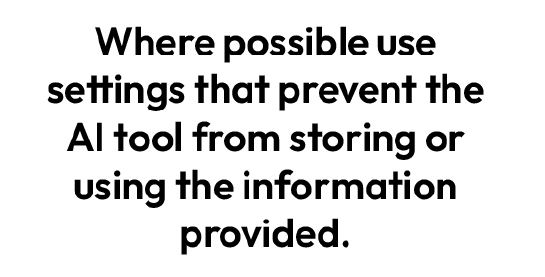 Where possible use
settings that prevent the
AI tool from storing or
using the information
provided.